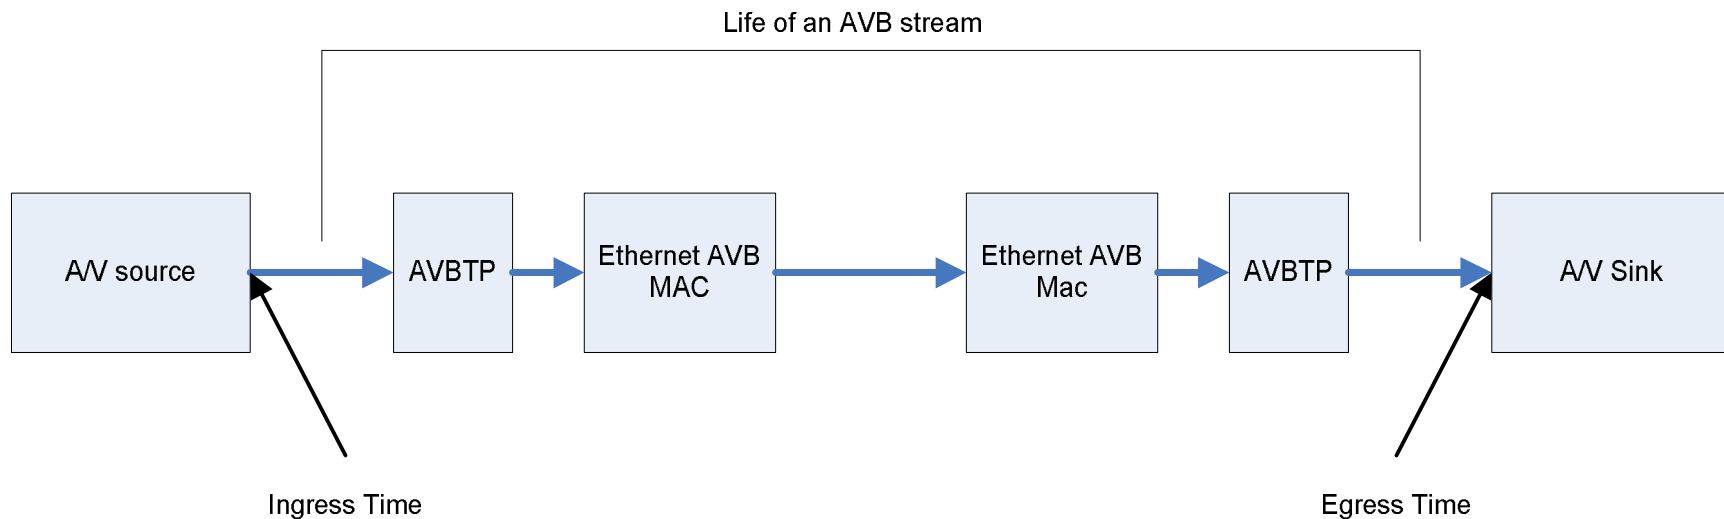 Life of an AVB stream
A/V source
AVBTP
Ethernet AVB
MAC
Ethernet AVB
Mac
AVBTP
A/V Sink
Ingress Time
Egress Time